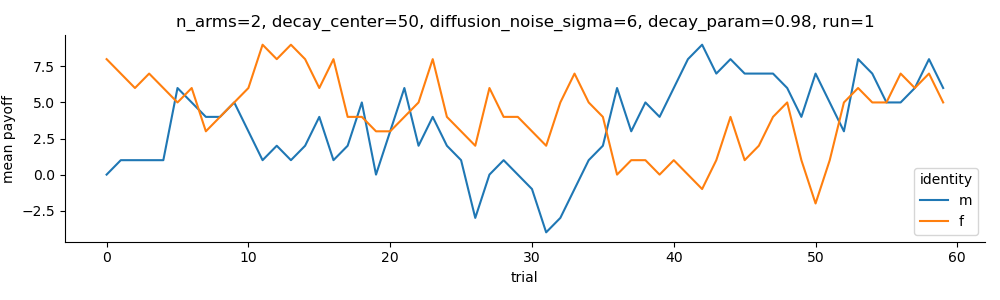 n_arms=2, decay_center=50, diffusion_noise_sigma=6, decay_param=0.98, run=1
mean payoff
7.5
5.0
2.5
0.0
−2.5
identity
m
f
0 10 20 30 40 50 60
trial